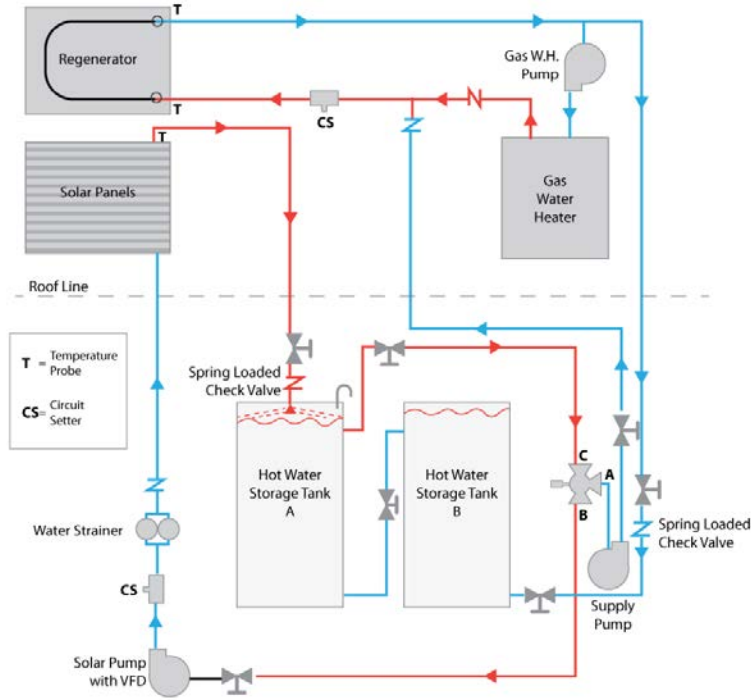 T
Regenerator
Gas W.H.
Pump
T
CS
T
Solar Panels
Gas
Water
Heater
Roof Line
T = Temperature
Probe
CS= Circuit
Setter
Spring Loaded
Check Valve
Hot Water
Storage Tank
A
Hot Water
Storage Tank
B
C
A
B
Water Strainer
Spring Loaded
Check Valve
CS
Supply
Pump
Solar Pump
with VFD